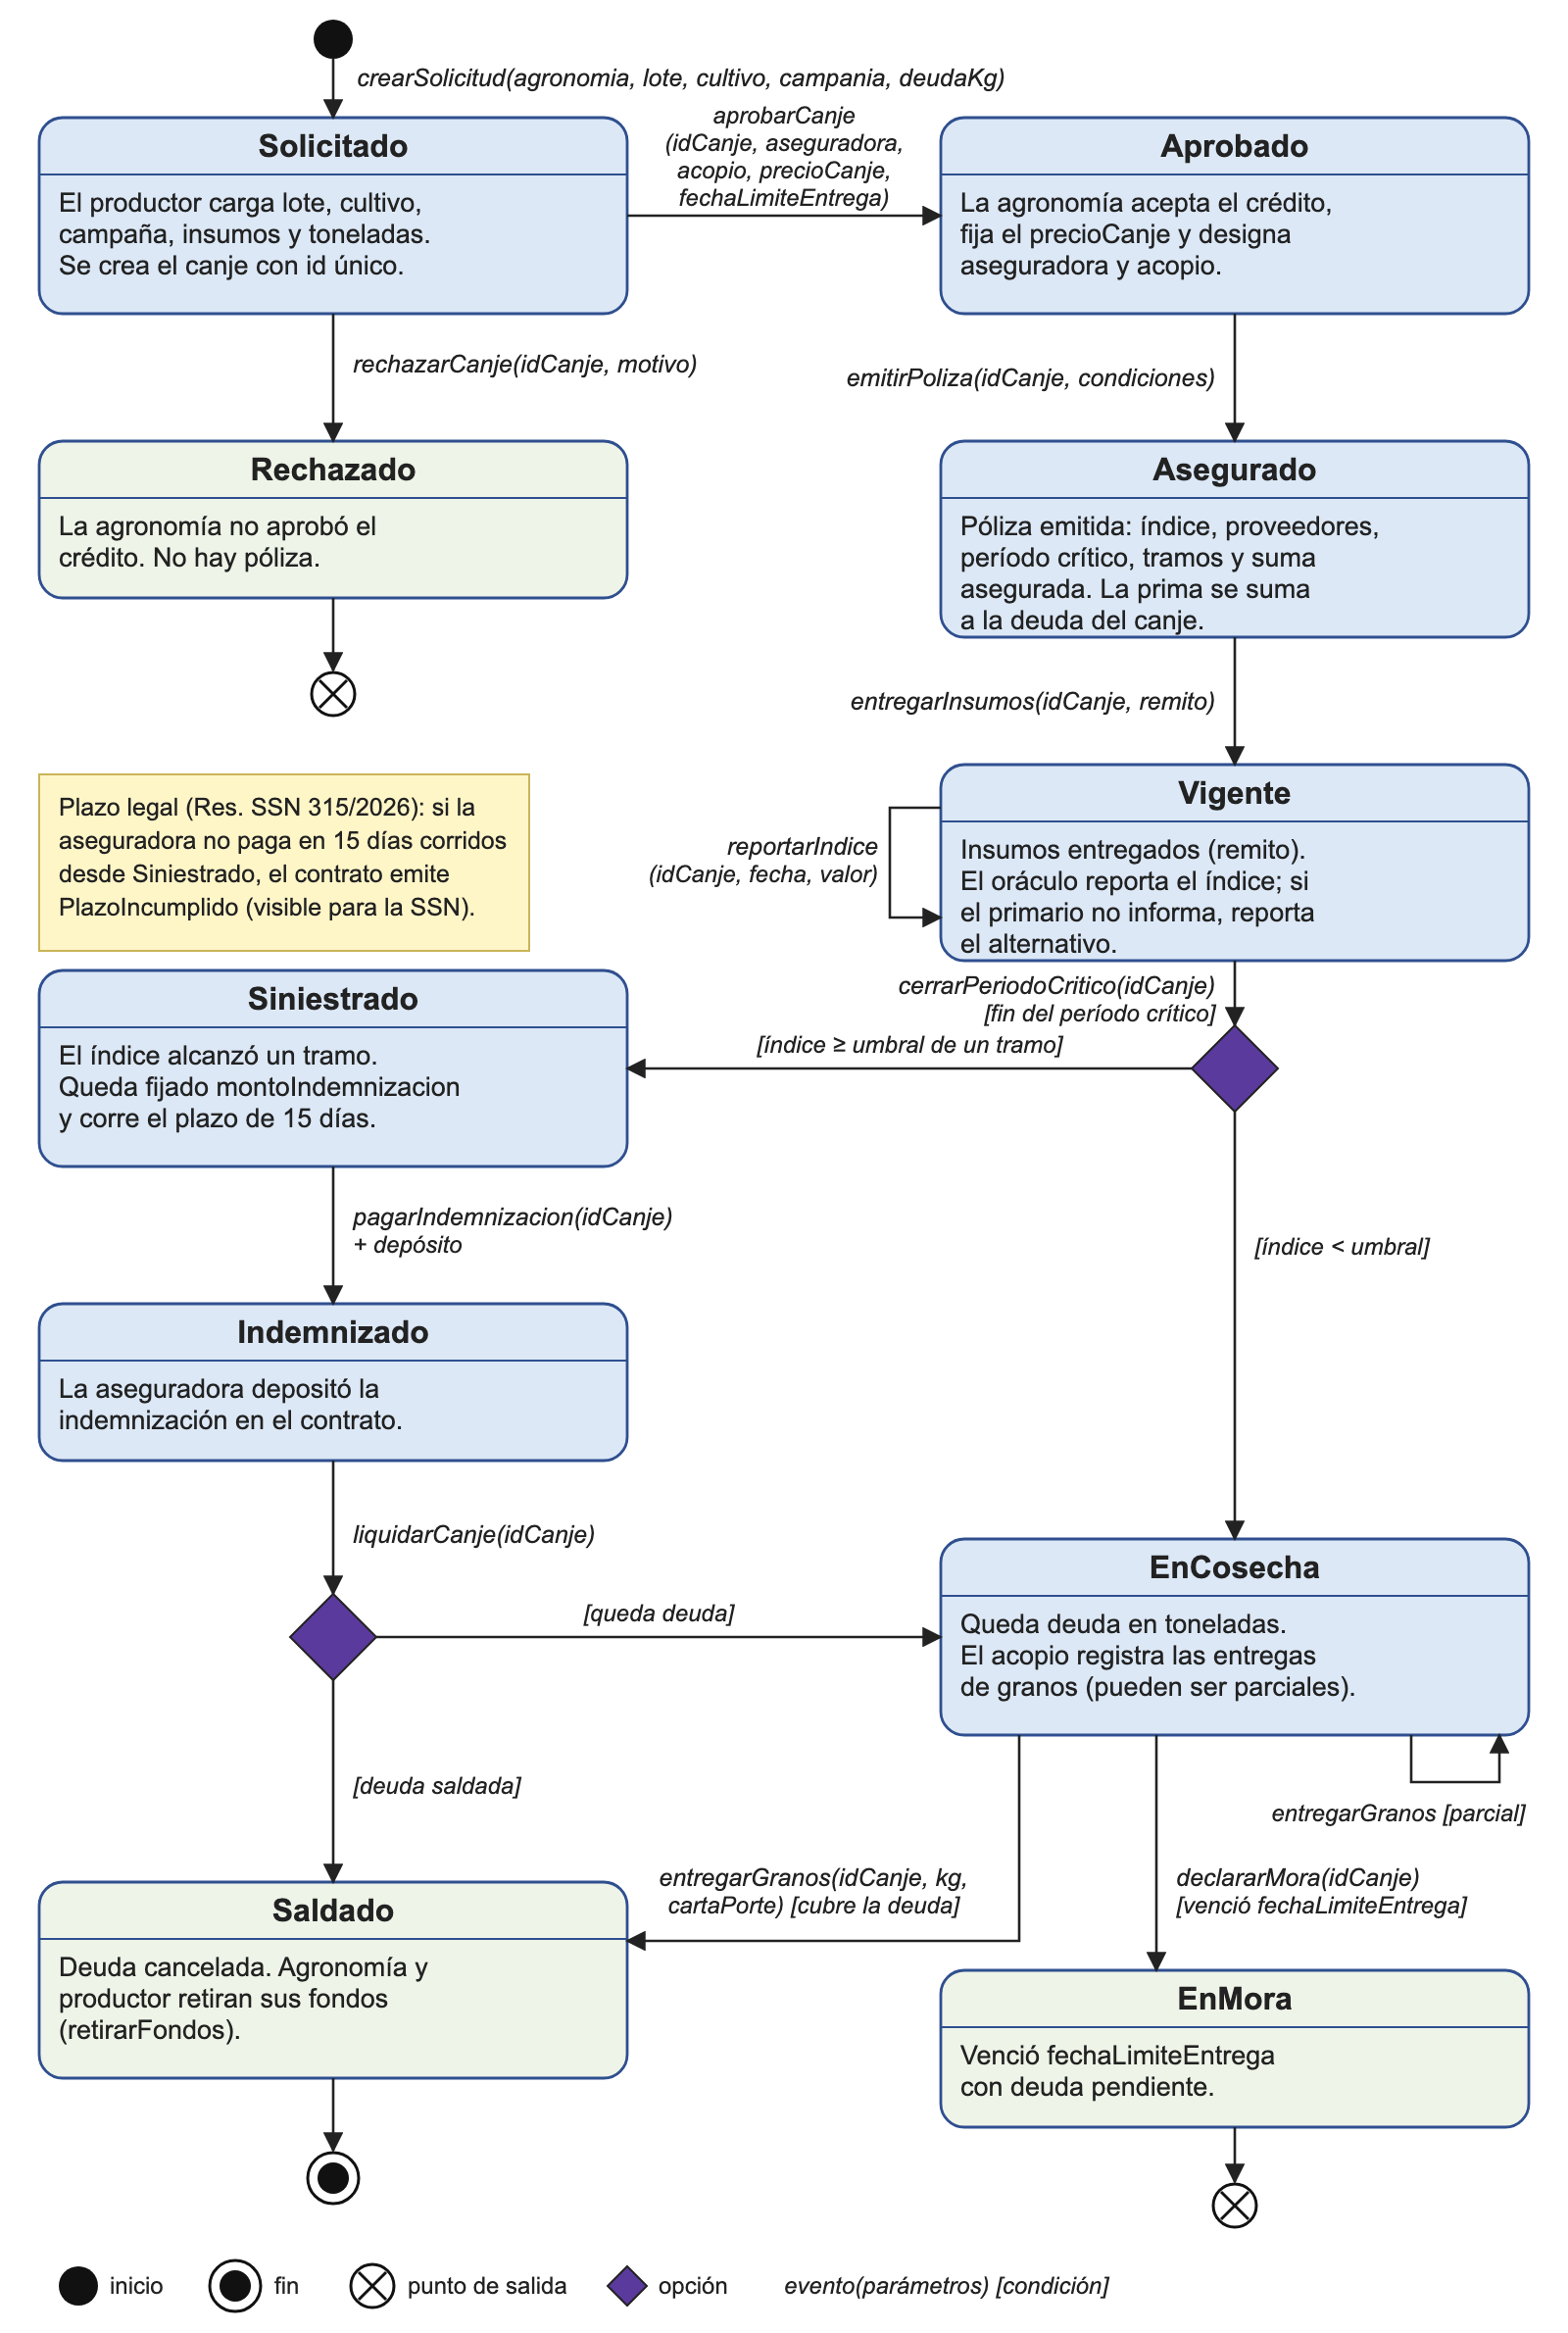 crearSolicitud(agronomia, lote, cultivo, campania, deudaKg)
Solicitado
El productor carga lote, cultivo,
campaña, insumos y toneladas.
Se crea el canje con id único.
aprobarCanje
(idCanje, aseguradora,
acopio, precioCanje,
fechaLimiteEntrega)
Aprobado
La agronomía acepta el crédito,
fija el precioCanje y designa
aseguradora y acopio.
rechazarCanje(idCanje, motivo)
emitirPoliza(idCanje, condiciones)
Rechazado
La agronomía no aprobó el
crédito. No hay póliza.
Asegurado
Póliza emitida: índice, proveedores,
período crítico, tramos y suma
asegurada. La prima se suma
a la deuda del canje.
entregarInsumos(idCanje, remito)
Plazo legal (Res. SSN 315/2026): si la
aseguradora no paga en 15 días corridos
desde Siniestrado, el contrato emite
PlazoIncumplido (visible para la SSN).
reportarIndice
(idCanje, fecha, valor)
Vigente
Insumos entregados (remito).
El oráculo reporta el índice; si
el primario no informa, reporta
el alternativo.
cerrarPeriodoCritico(idCanje)
[fin del período crítico]
[índice ≥ umbral de un tramo]
Siniestrado
El índice alcanzó un tramo.
Queda fijado montoIndemnizacion
y corre el plazo de 15 días.
pagarIndemnizacion(idCanje)
+ depósito
[índice < umbral]
Indemnizado
La aseguradora depositó la
indemnización en el contrato.
liquidarCanje(idCanje)
[queda deuda]
EnCosecha
Queda deuda en toneladas.
El acopio registra las entregas
de granos (pueden ser parciales).
[deuda saldada]
entregarGranos [parcial]
entregarGranos(idCanje, kg,
cartaPorte) [cubre la deuda]
declararMora(idCanje)
[venció fechaLimiteEntrega]
Saldado
Deuda cancelada. Agronomía y
productor retiran sus fondos
(retirarFondos).
EnMora
Venció fechaLimiteEntrega
con deuda pendiente.
inicio
fin
punto de salida
opción
evento(parámetros) [condición]